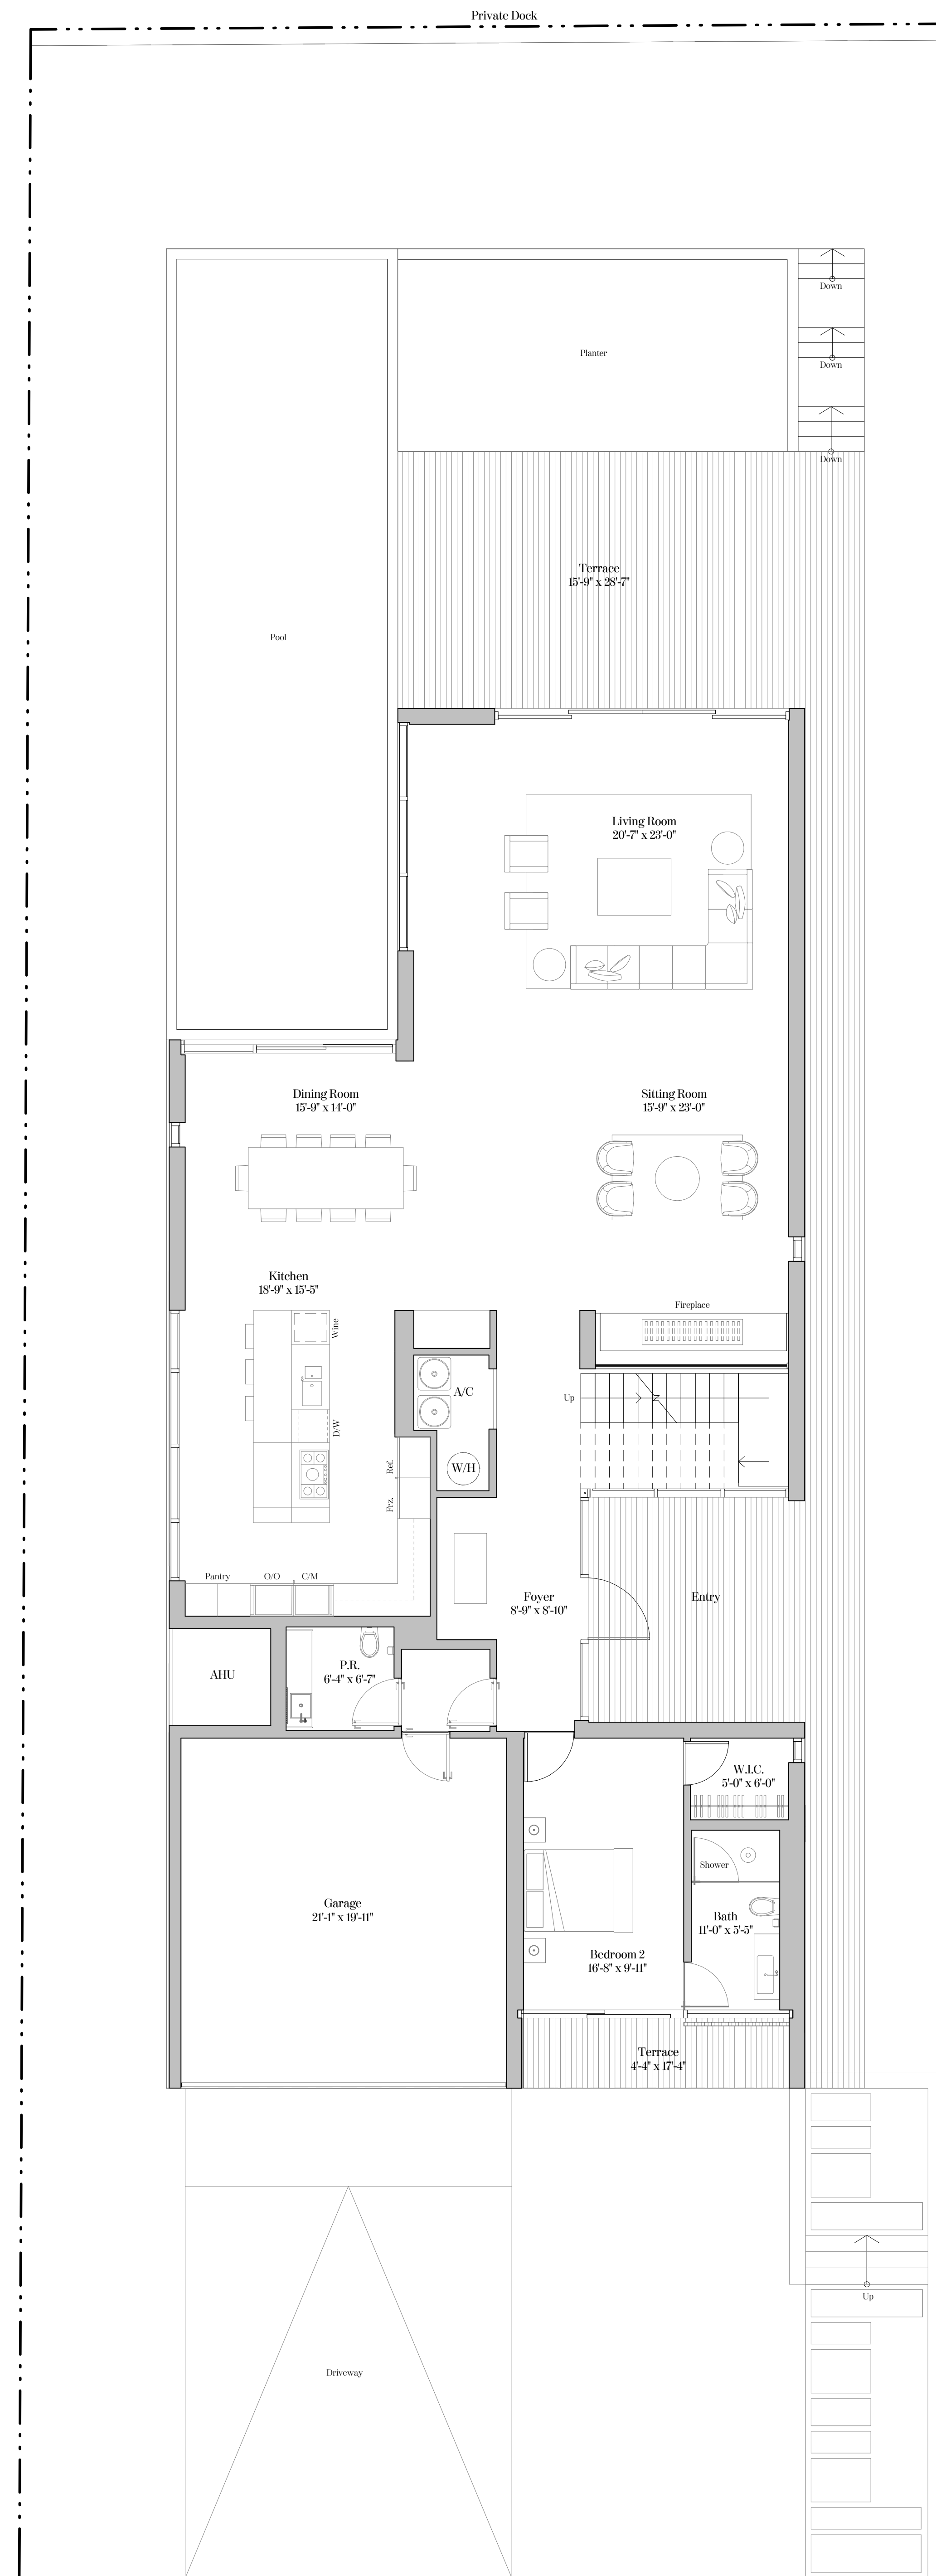 Private Dock
Down
Planter
Down
Down
Terrace
15'-9" x 28'-7"
Pool
Living Room
20'-7" x 23'-0"
Dining Room
15'-9" x 14'-0"
Sitting Room
15'-9" x 23'-0"
Kitchen
18'-9" x 15'-5"
Fireplace
Wine
A/C
Up
D/W
Ref.
W/H
Frz.
Pantry
O/O
C/M
Foyer
8'-9" x 8'-10"
Entry
P.R.
6'-4" x 6'-7"
AHU
W.I.C.
5'-0" x 6'-0"
Shower
Garage
21'-1" x 19'-11"
Bath
11'-0" x 5'-5"
Bedroom 2
16'-8" x 9'-11"
Terrace
4'-4" x 17'-4"
Up
Driveway